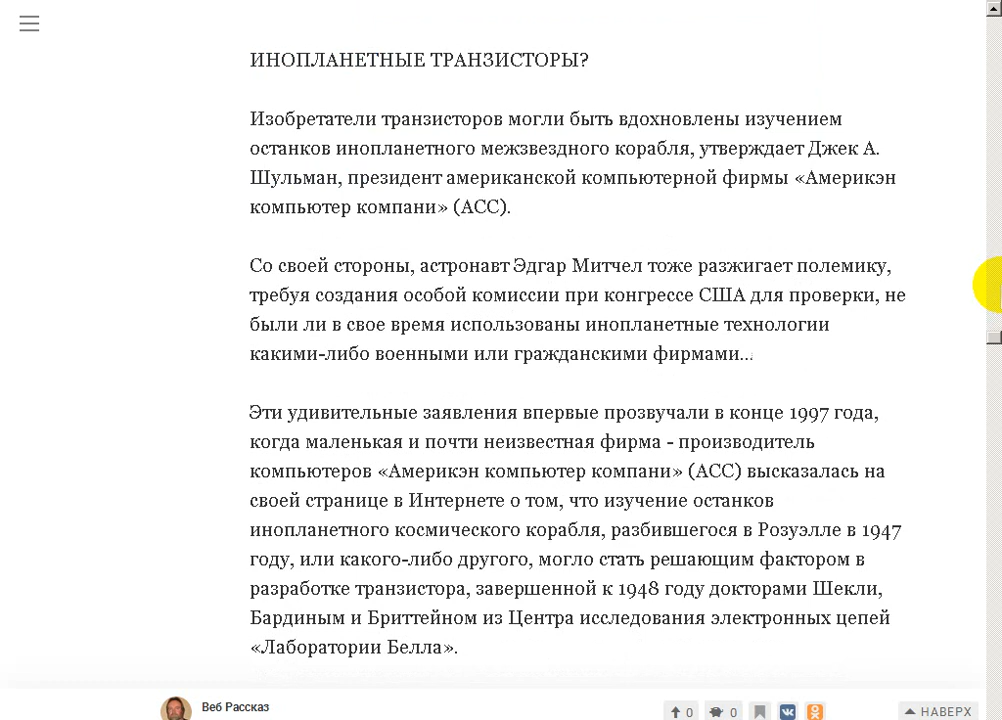 ИНОПЛАНЕТНЫЕ ТРАНЗИСТОРЫ?
Изобретатели транзисторов могли быть вдохновлены изучением
останков инопланетного межзвездного корабля, утверждает Джек А.
Шульман, президент американской компьютерной фирмы «Америкэн
компьютер компани» (ACC).
Со своей стороны, астронавт Эдгар Митчел тоже разжигает полемику,
требуя создания особой комиссии при конгрессе США для проверки, не
были ли в свое время использованы инопланетные технологии
какими-либо военными или гражданскими фирмами...
Эти удивительные заявления впервые прозвучали в конце 1997 года,
когда маленькая и почти неизвестная фирма - производитель
компьютеров «Америкэн компьютер компани» (ACC) высказалась на
своей странице в Интернете о том, что изучение останков
инопланетного космического корабля, разбившегося в Розуэлле в 1947
году, или какого-либо другого, могло стать решающим фактором в
разработке транзистора, завершенной к 1948 году докторами Шекли,
Бардиным и Бриттейном из Центра исследования электронных цепей
«Лаборатории Белла».
Веб Рассказ 0 0 НАВЕРХ